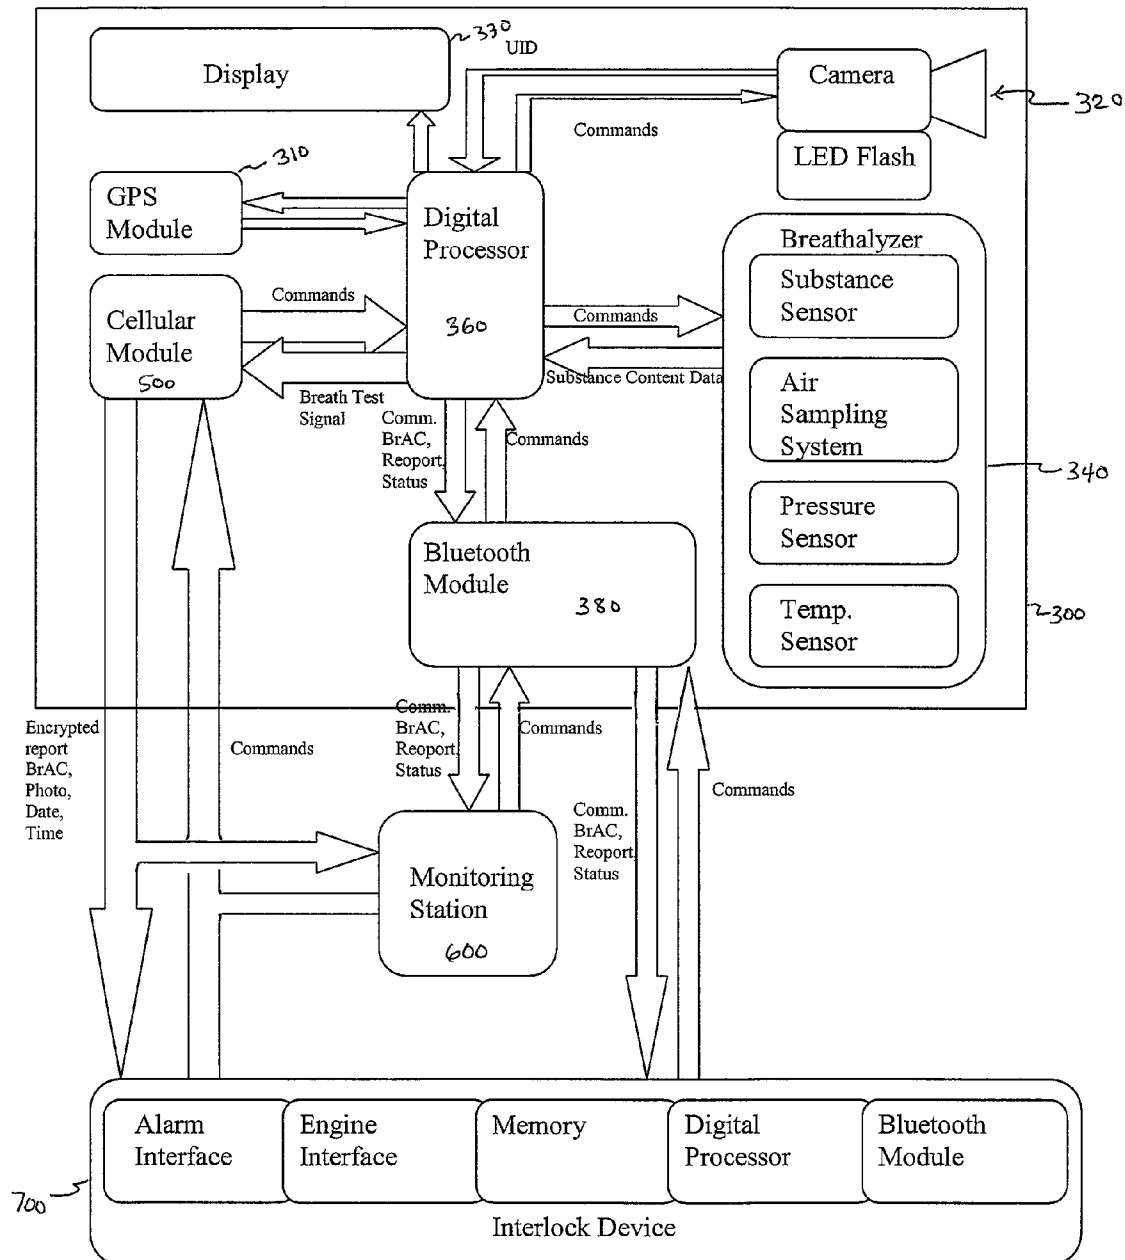 330
UID
Display
Camera
320
Commands
LED Flash
310
GPS
Module
Digital
Processor
360
Breathalyzer
Substance
Sensor
Commands
Commands
Cellular
Module
500
Substance Content Data
Breath Test
Signal
Air
Sampling
System
Comm.
BrAC,
Reoport,
Status
Commands
340
Pressure
Sensor
Bluetooth
Module
380
Temp.
Sensor
300
Encrypted
report
BrAC,
Photo,
Date,
Time
Commands
Comm.
BrAC,
Reoport,
Status
Commands
Commands
Comm.
BrAC,
Reoport,
Status
Monitoring
Station
600
Alarm
Interface
Engine
Interface
Memory
Digital
Processor
Bluetooth
Module
700
Interlock Device